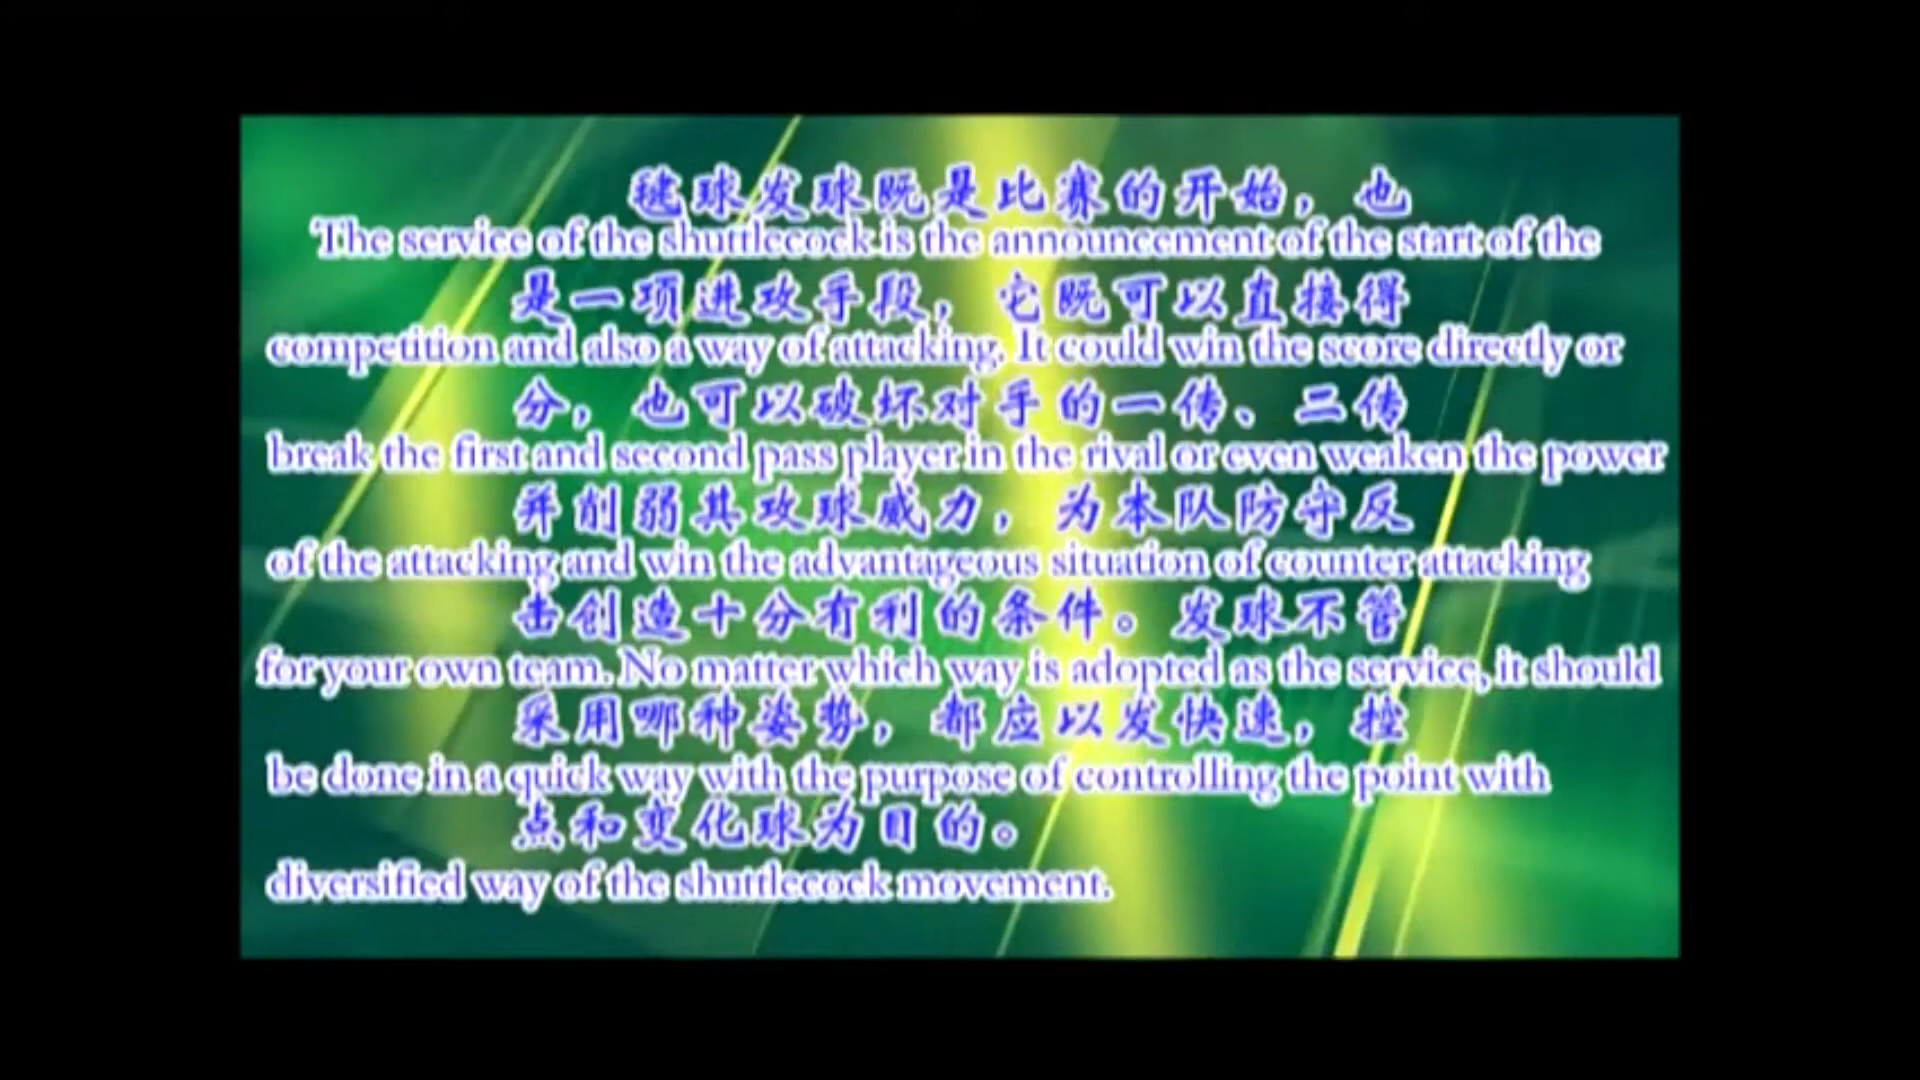 毽球发球既是比赛的开始，也
The service of the shuttlecock is the announcement of the start of the
是一项进攻手段，它既可以直接得
competition and also a way of attacking. It could win the score directly or
分，也可以破坏对手的一传、二传
break the first and second pass player in the rival or even weaken the power
并削弱其攻球威力，为本队防守反
of the attacking and win the advantageous situation of counter attacking
击创造十分有利的条件。发球不管
for your own team. No matter which way is adopted as the service, it should
采用哪种姿势，都应以发快速，控
be done in a quick way with the purpose of controlling the point with
点和变化球为目的。
diversified way of the shuttlecock movement.